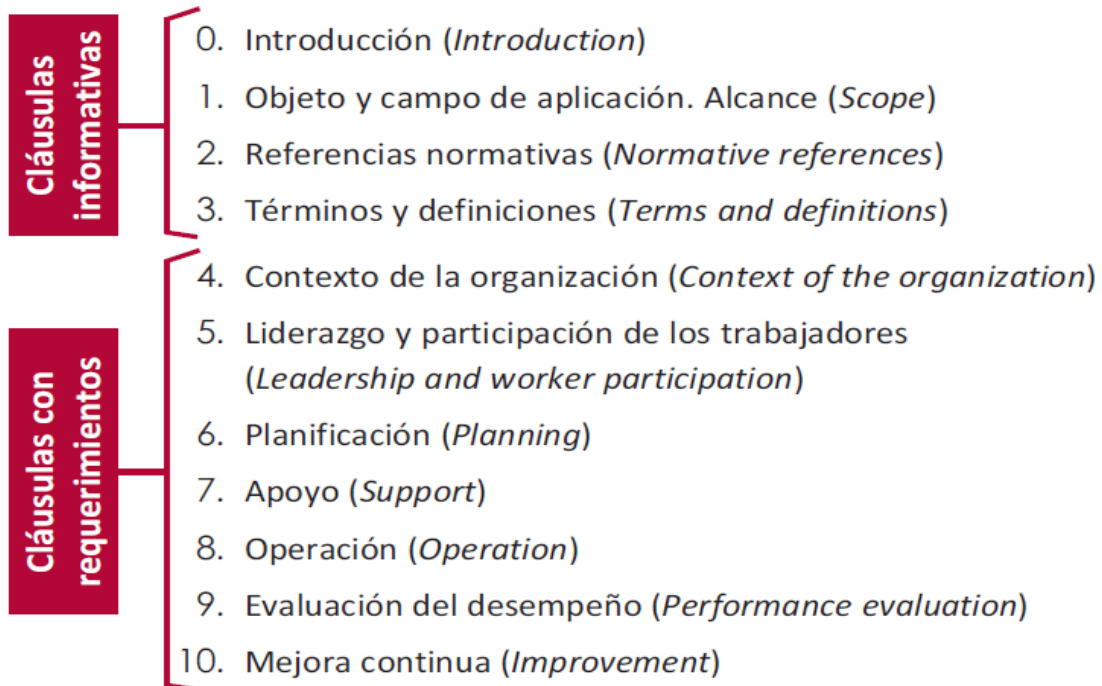 Cláusulas
informativas
0. Introducción (Introduction)
1. Objeto y campo de aplicación. Alcance (Scope)
2. Referencias normativas (Normative references)
3. Términos y definiciones (Terms and definitions)
Cláusulas con
requerimientos
4. Contexto de la organización (Context of the organization)
5. Liderazgo y participación de los trabajadores
(Leadership and worker participation)
6. Planificación (Planning)
7. Apoyo (Support)
8. Operación (Operation)
9. Evaluación del desempeño (Performance evaluation)
10. Mejora continua (Improvement)